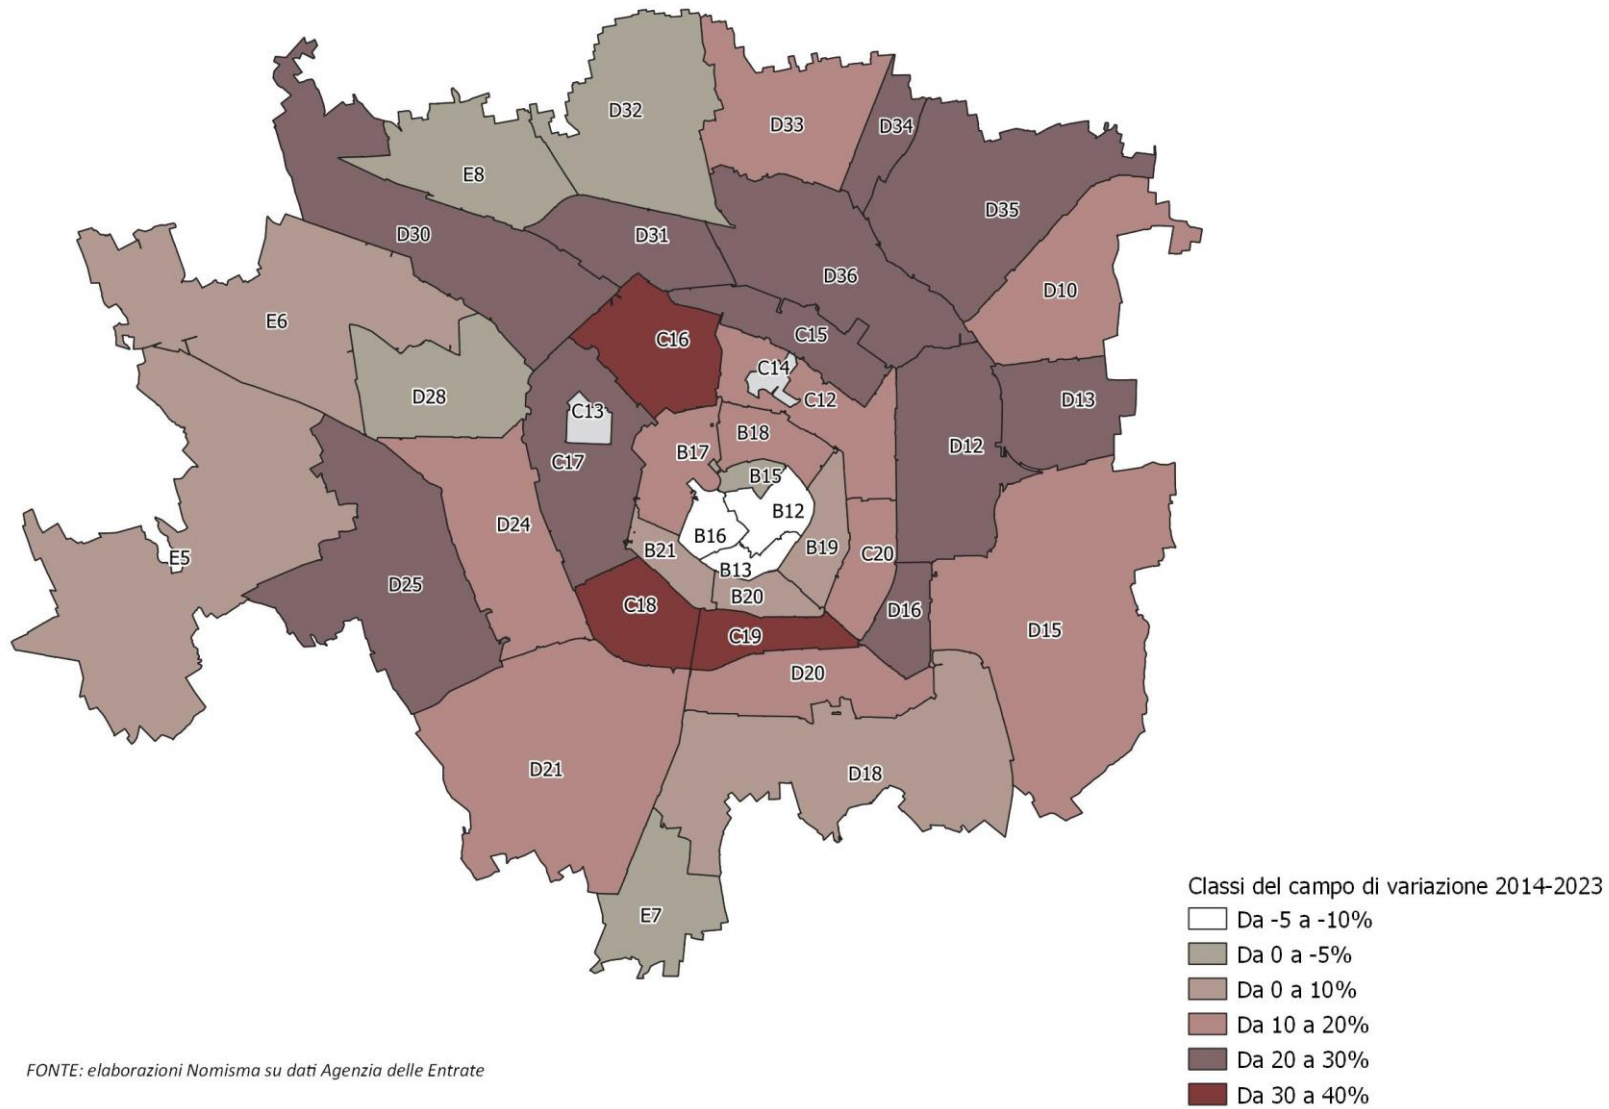 D32
D33
D34
E8
D35
D30
D31
D36
D10
E6
C16
C15
C14
D28
C13
C12
D13
B18
D12
B17
C17
B15
D24
B12
B16
B19
C20
B21
E5
B13
D25
B20
C18
D16
C19
D15
D20
D21
D18
E7
Classi del campo di variazione 2014-2023
Da -5 a -10%
Da 0 a -5%
Da 0 a 10%
Da 10 a 20%
Da 20 a 30%
Da 30 a 40%
FONTE: elaborazioni Nomisma su dati Agenzia delle Entrate